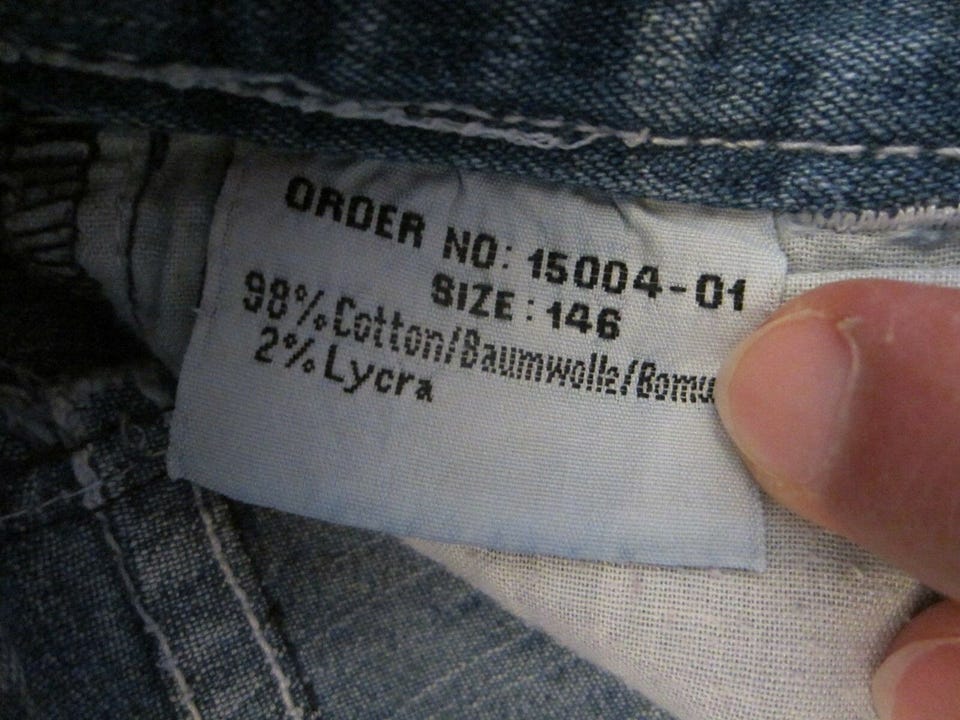 ORDER NO: 15004-01
SIZE: 146
98% Cotton/Baumwolle/
2% Lycra